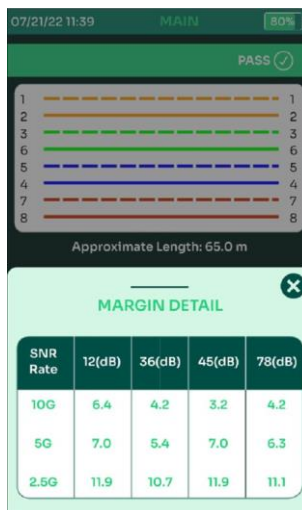 07/21/22 11:39 MAIN 80%
PASS
1 1
2 2
3 3
6 6
5 5
4 4
7 7
8 8
Approximate Length: 65.0 m
MARGIN DETAIL
SNR Rate 12(dB) 36(dB) 45(dB) 78(dB)
10G 6.4 4.2 3.2 4.2
5G 7.0 5.4 7.0 6.3
2.5G 11.9 10.7 11.9 11.1